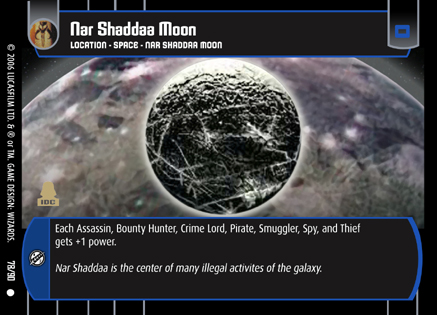 Nar Shaddaa Moon
LOCATION - SPACE - NAR SHADDAA MOON
© 2006 LUCASFILM LTD. & ® or TM. GAME DESIGN: WIZARDS.
78/90
IDC
Each Assassin, Bounty Hunter, Crime Lord, Pirate, Smuggler, Spy, and Thief
gets +1 power.
Nar Shaddaa is the center of many illegal activites of the galaxy.